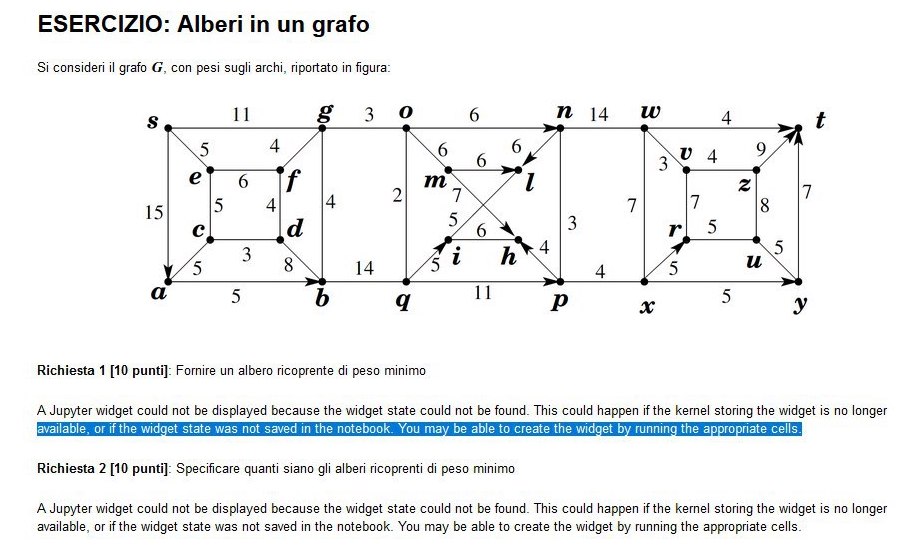 ESERCIZIO: Alberi in un grafo
Si consideri il grafo G, con pesi sugli archi, riportato in figura:
s 11 g 3 o 6 n 14 w 4 t
5 4 6 6 6 3 v 4 9
e 6 f m l z
15 5 4 4 2 7 7 7 8 7
c d 5 6 3 r 5
5 3 8 14 5 i h 4 4 5 u 5
a 5 b q 11 p x 5 y
Richiesta 1 [10 punti]: Fornire un albero ricoprente di peso minimo
A Jupyter widget could not be displayed because the widget state could not be found. This could happen if the kernel storing the widget is no longer
available, or if the widget state was not saved in the notebook. You may be able to create the widget by running the appropriate cells.
Richiesta 2 [10 punti]: Specificare quanti siano gli alberi ricoprenti di peso minimo
A Jupyter widget could not be displayed because the widget state could not be found. This could happen if the kernel storing the widget is no longer
available, or if the widget state was not saved in the notebook. You may be able to create the widget by running the appropriate cells.